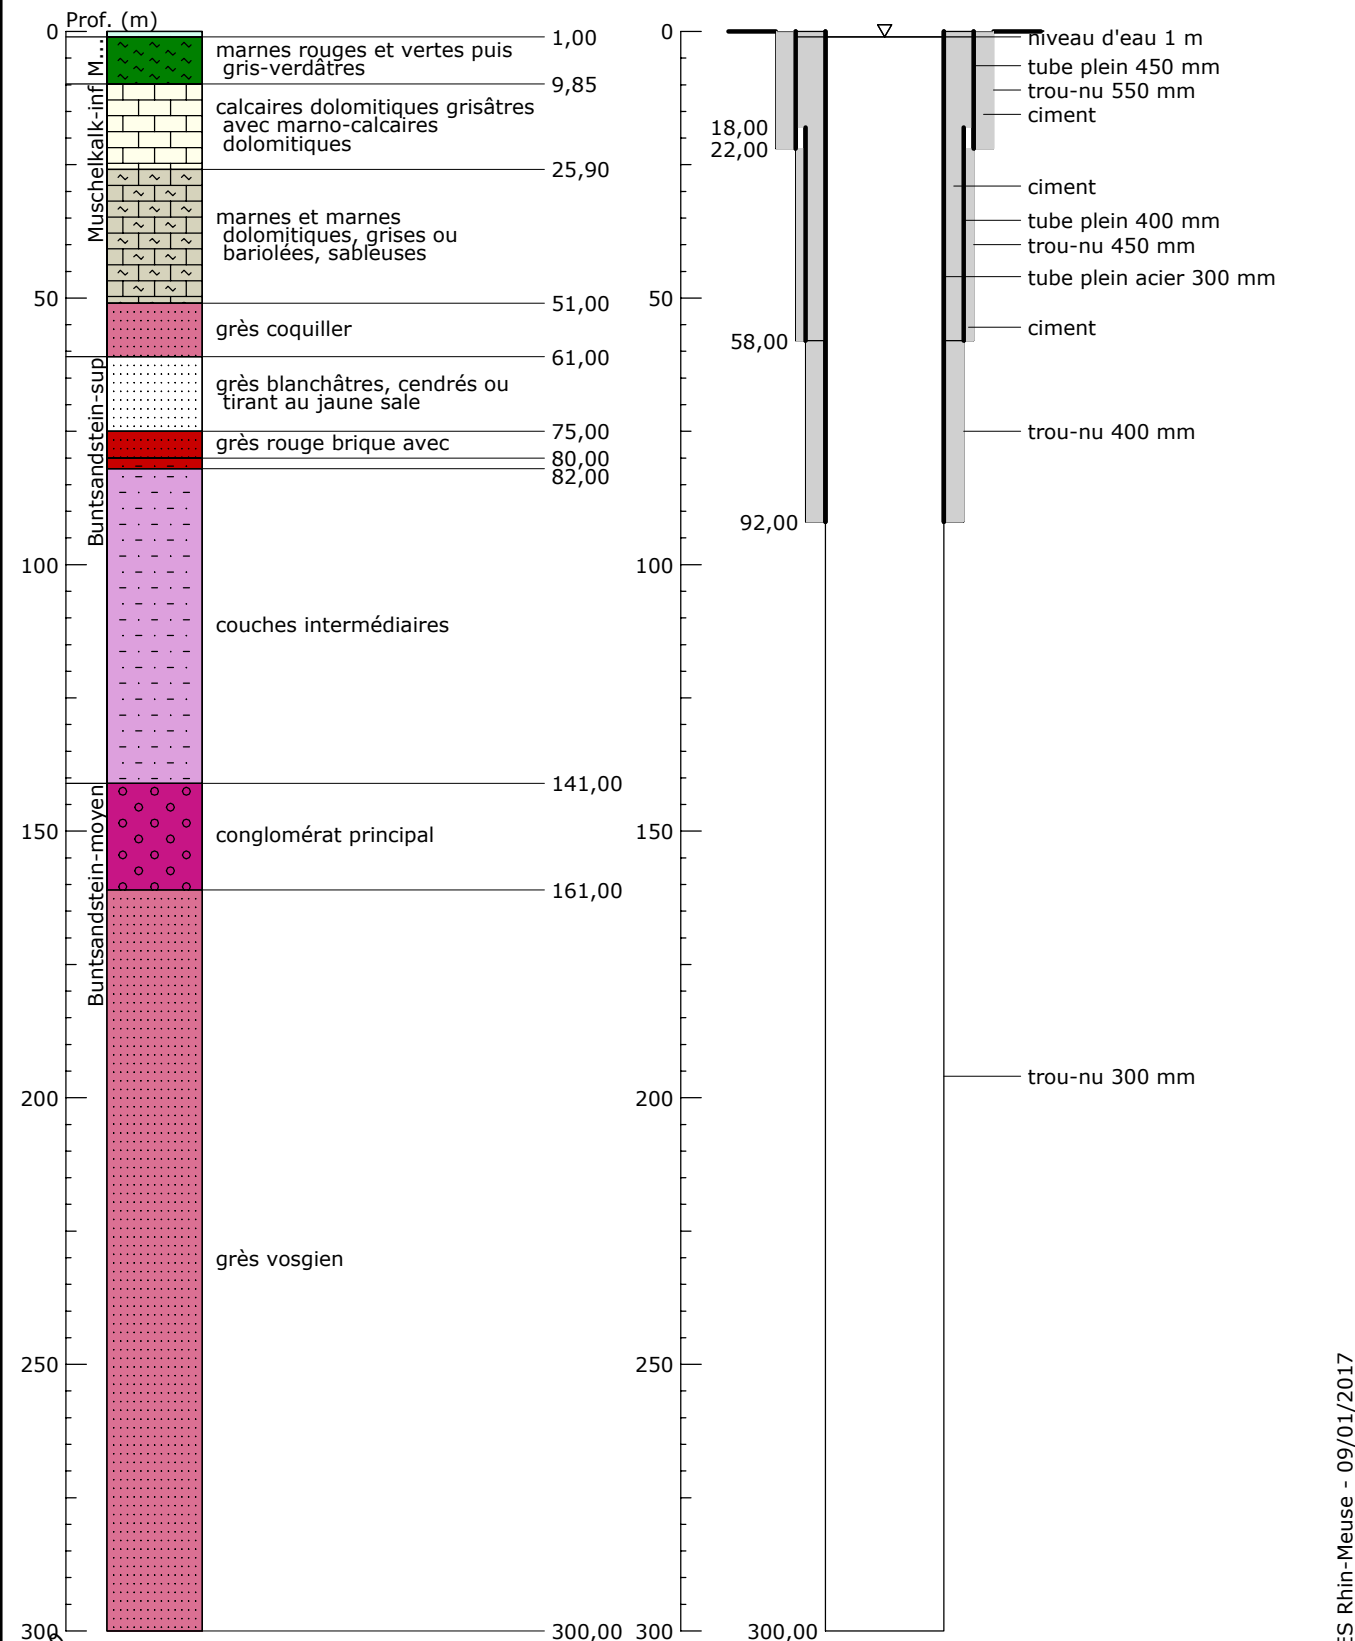 Prof. (m)
0
50
100
150
200
250
300
M...
Muschelkalk-inf
Buntsandstein-sup
Buntsandstein-moyen
marnes rouges et vertes puis
gris-verdâtres
calcaires dolomitiques grisâtres
avec marno-calcaires
dolomitiques
marnes et marnes
dolomitiques, grises ou
bariolées, sableuses
grès coquiller
grès blanchâtres, cendrés ou
tirant au jaune sale
grès rouge brique avec
couches intermédiaires
conglomérat principal
grès vosgien
1,00
9,85
25,90
51,00
61,00
75,00
80,00
82,00
141,00
161,00
300,00
0
50
100
150
200
250
300
18,00
22,00
58,00
92,00
300,00
niveau d'eau 1 m
tube plein 450 mm
trou-nu 550 mm
ciment
ciment
tube plein 400 mm
trou-nu 450 mm
tube plein acier 300 mm
ciment
trou-nu 400 mm
trou-nu 300 mm
ES Rhin-Meuse - 09/01/2017